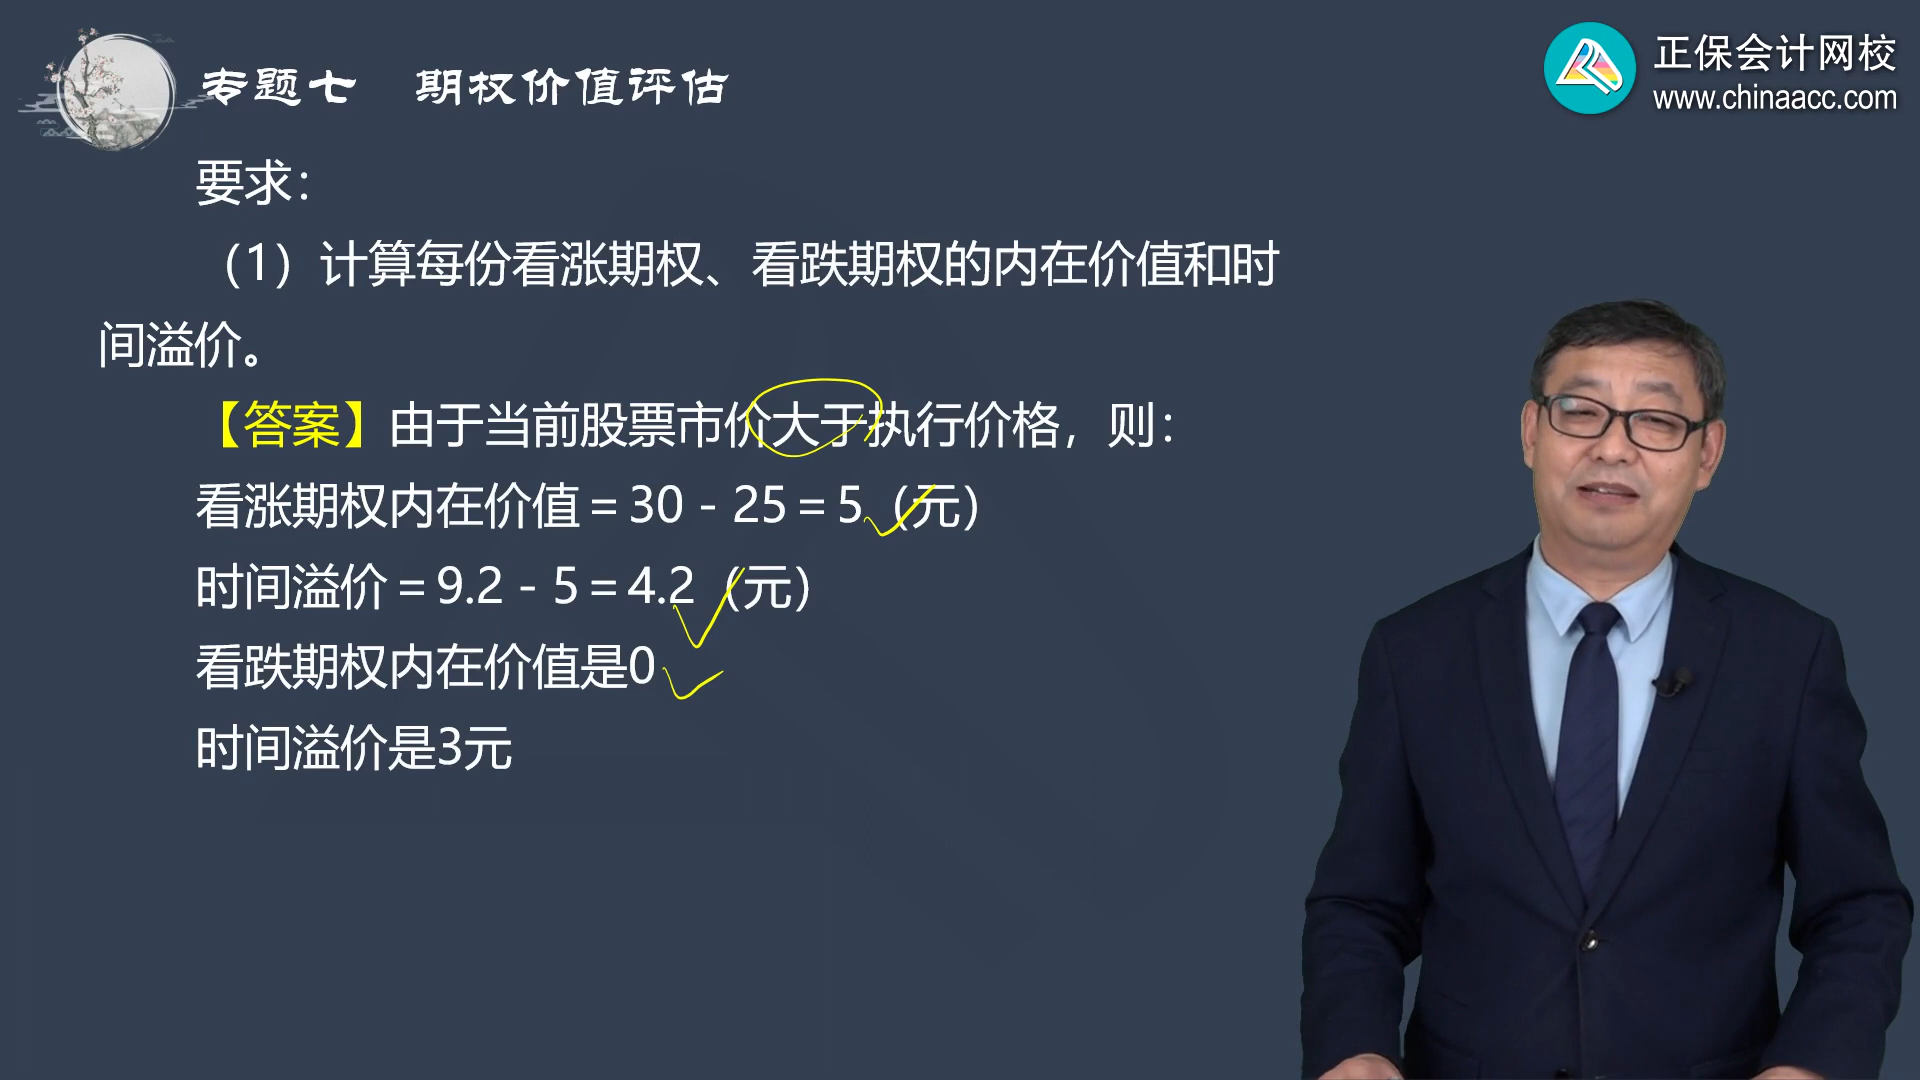 专题七 期权价值评估
正保会计网校
www.chinaacc.com
要求：
（1）计算每份看涨期权、看跌期权的内在价值和时
间溢价。
【答案】由于当前股票市价大于执行价格，则：
看涨期权内在价值＝30－25＝5（元）
时间溢价＝9.2－5＝4.2（元）
看跌期权内在价值是0
时间溢价是3元